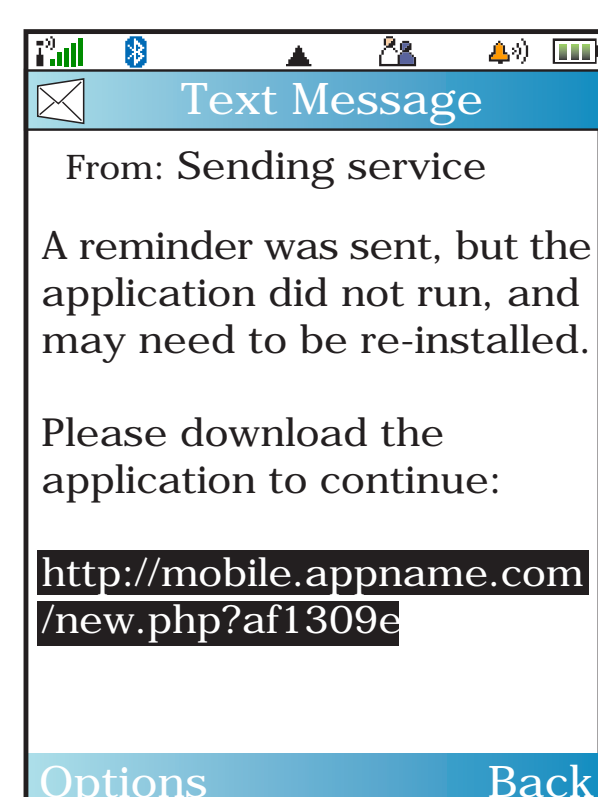 Text Message
From: Sending service
A reminder was sent, but the
application did not run, and
may need to be re-installed.
Please download the
application to continue:
http://mobile.appname.com
/new.php?af1309e
Options Back